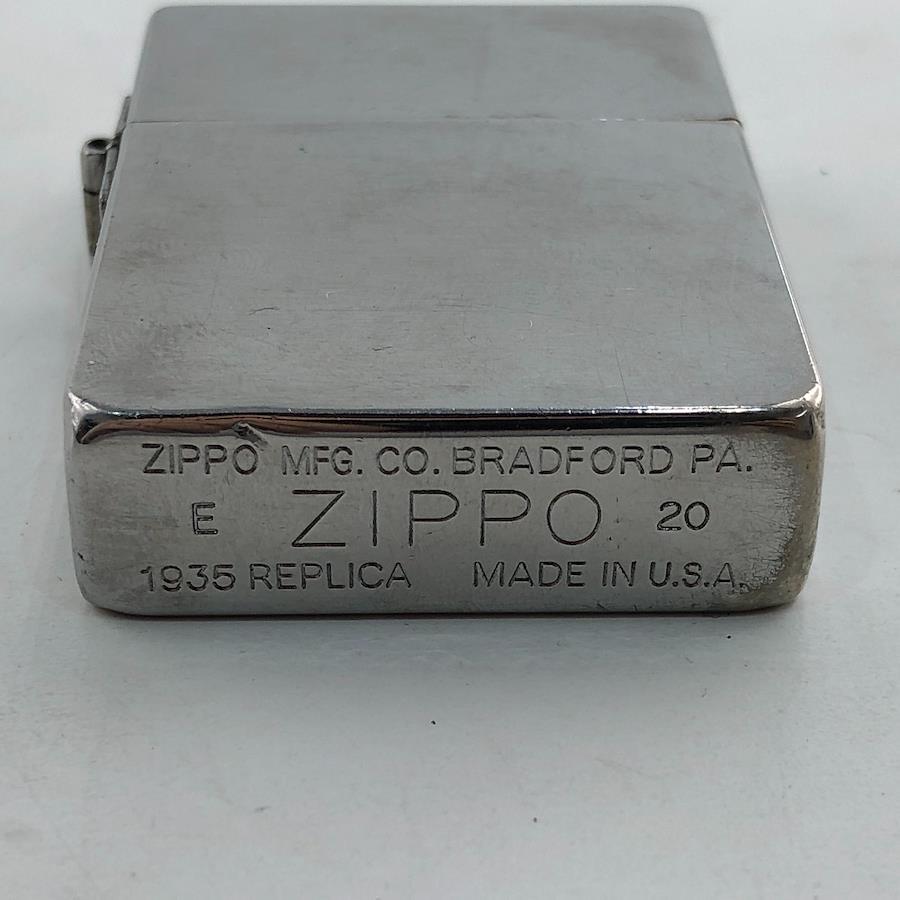 ZIPPO MFG. CO. BRADFORD PA.
E ZIPPO 20
1935 REPLICA MADE IN U.S.A.